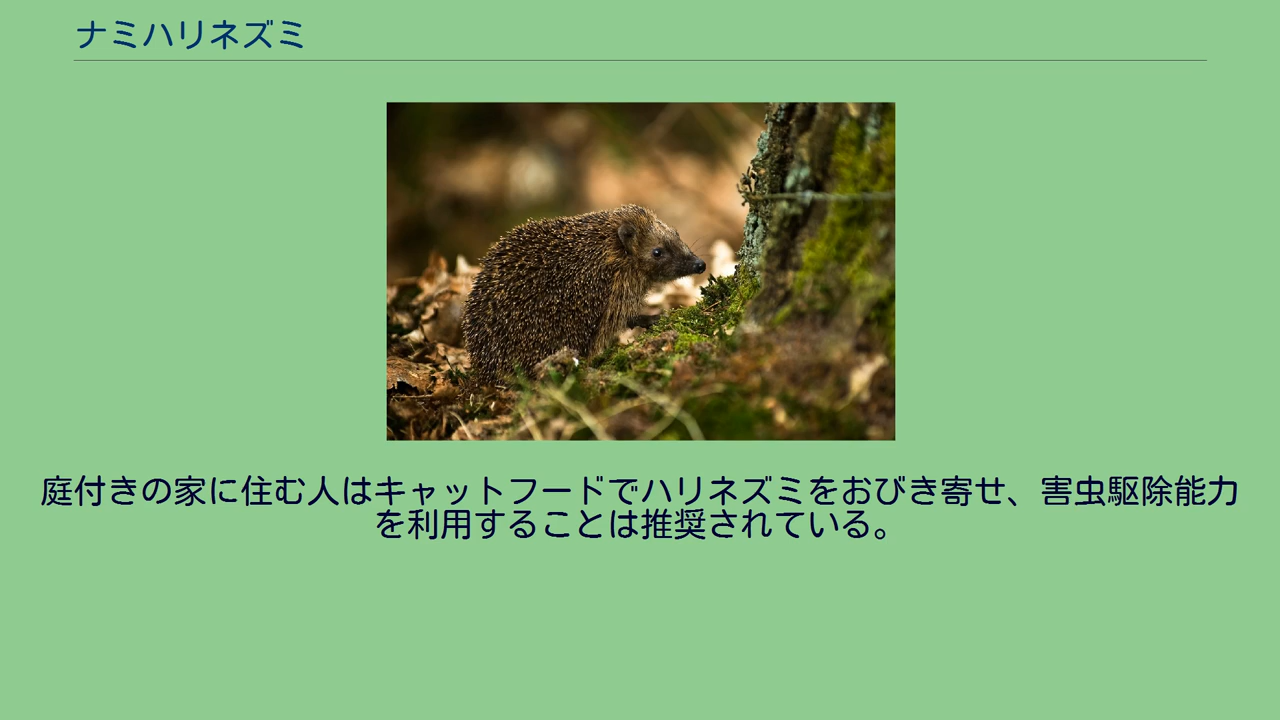 ナミハリネズミ
庭付きの家に住む人はキャットフードでハリネズミをおびき寄せ、害虫駆除能力
を利用することは推奨されている。